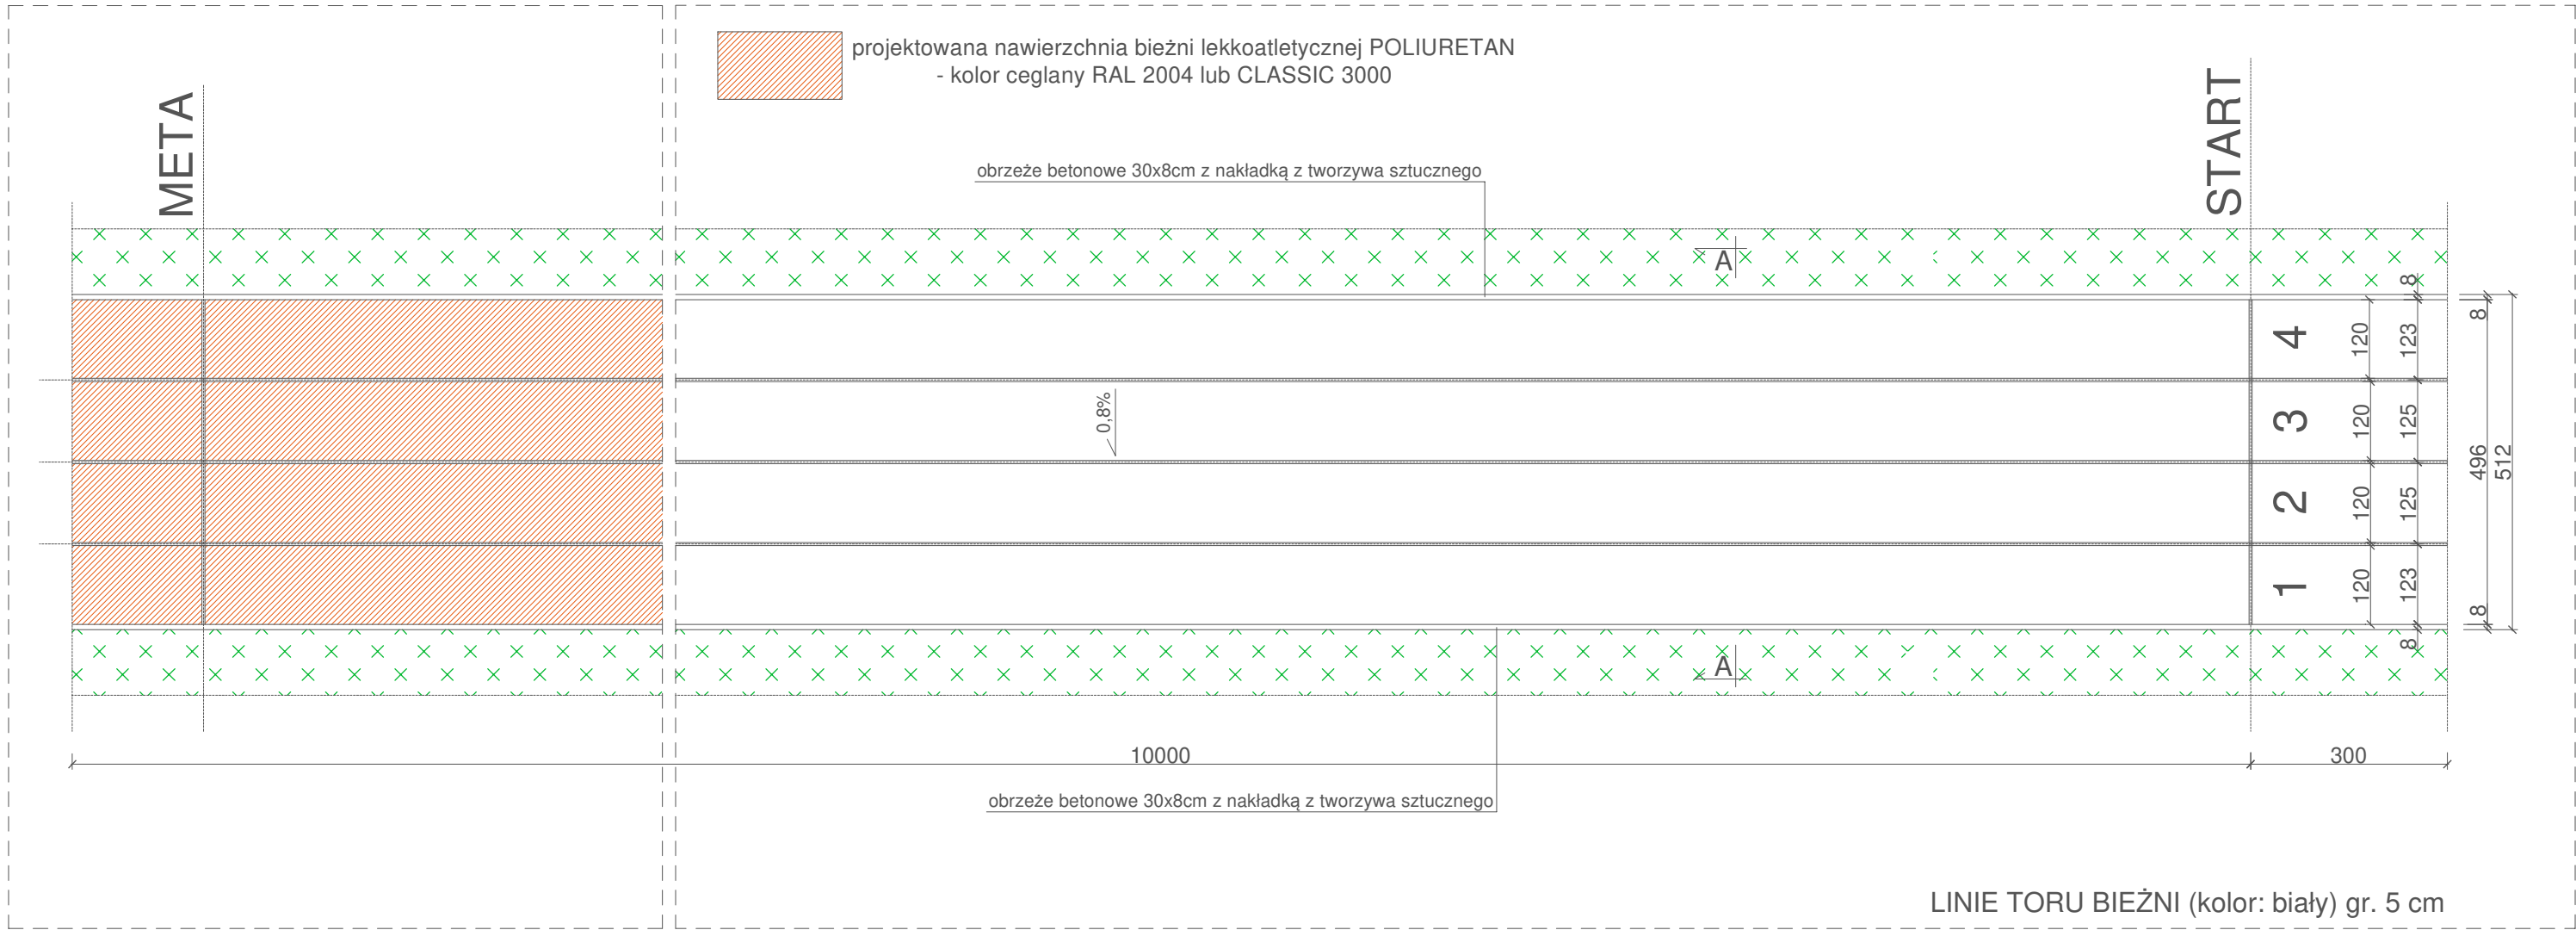 projektowana nawierzchnia bieżni lekkoatletycznej POLIURETAN
- kolor ceglany RAL 2004 lub CLASSIC 3000
META
START
obrzeże betonowe 30x8cm z nakładką z tworzywa sztucznego
A
8
8
4
120
123
0,8%
3
120
125
496
512
2
120
125
1
120
123
8
8
A
10000
300
obrzeże betonowe 30x8cm z nakładką z tworzywa sztucznego
LINIE TORU BIEŻNI (kolor: biały) gr. 5 cm